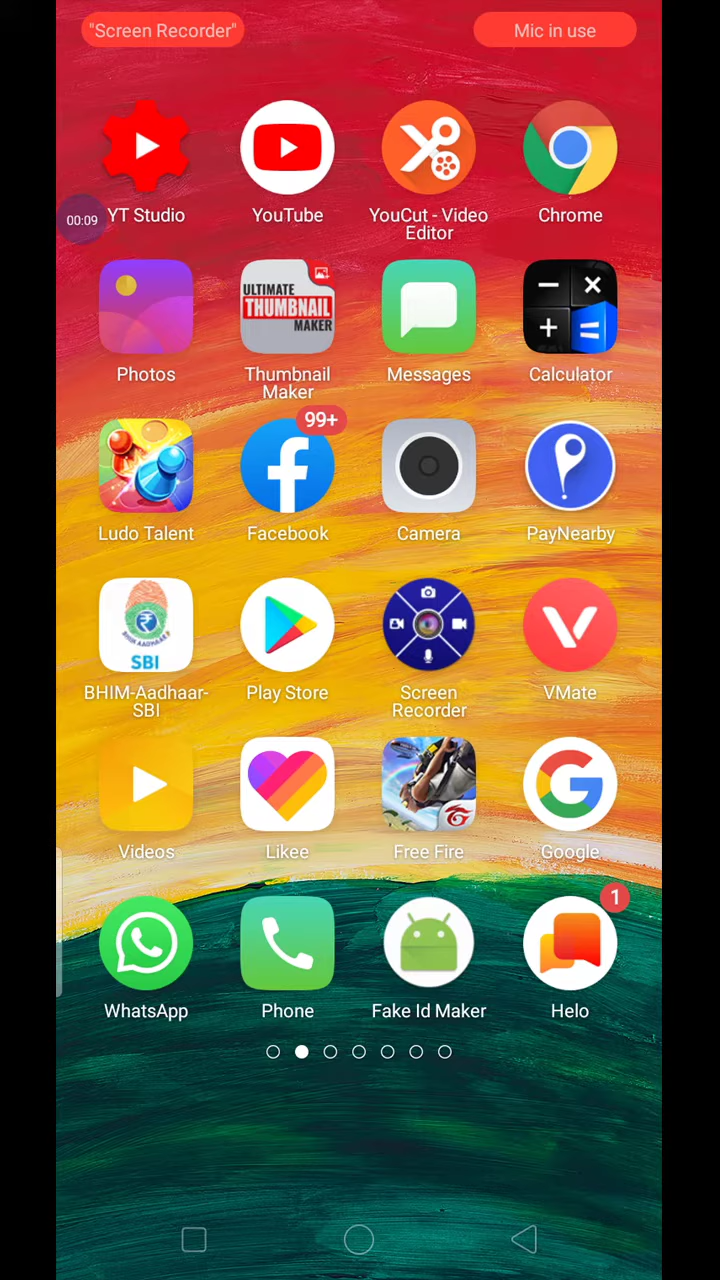 "Screen Recorder"
Mic in use
00:09
YT Studio
YouTube
YouCut - Video
Editor
Chrome
ULTIMATE
THUMBNAIL
MAKER
Photos
Thumbnail
Maker
Messages
Calculator
99+
Ludo Talent
Facebook
Camera
PayNearby
BHIM AADHAAR
SBI
BHIM-Aadhaar-
SBI
Play Store
Screen
Recorder
VMate
Videos
Likee
Free Fire
Google
1
WhatsApp
Phone
Fake Id Maker
Helo